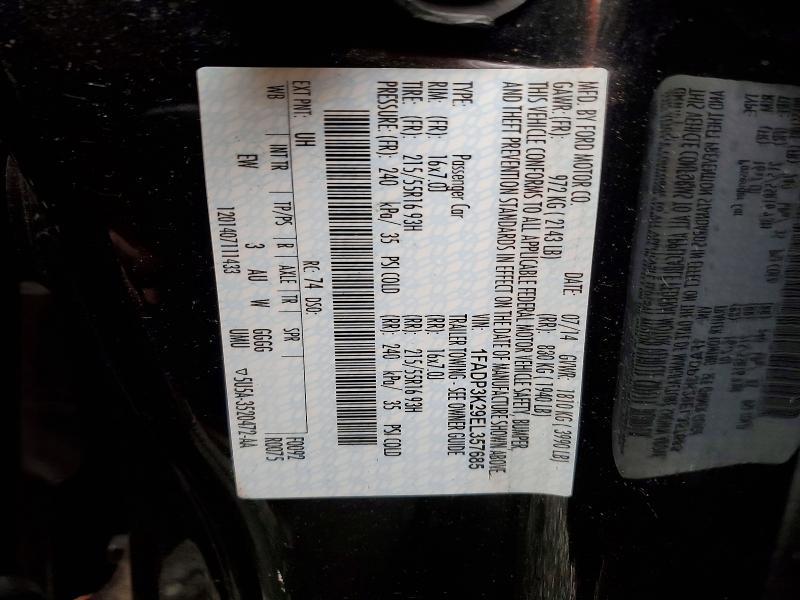 MFD. BY FORD MOTOR CO.
DATE: 07/14 GVWR: 1810 KG ( 3990 LB)
GAWR: (FR): 972 KG ( 2143 LB) (RR): 880 KG ( 1940 LB)
THIS VEHICLE CONFORMS TO ALL APPLICABLE FEDERAL MOTOR VEHICLE SAFETY, BUMPER,
AND THEFT PREVENTION STANDARDS IN EFFECT ON THE DATE OF MANUFACTURE SHOWN ABOVE.
VIN: 1FADP3K29EL357685
TYPE: Passenger Car TRAILER TOWING - SEE OWNER GUIDE
RIM: (FR): 16x7.0J (RR): 16x7.0J
TIRE: (FR): 215/55R16 93H (RR): 215/55R16 93H
PRESSURE: (FR): 240 kPa/ 35 PSI COLD (RR): 240 kPa/ 35 PSI COLD
EXT PNT: UH RC: 74 DSO: F0092
R0075
WB INT TR TP/PS R AXLE TR SPR
EW 3 AU W GGGG UWU
120140711433 5U5A-3520472-AA